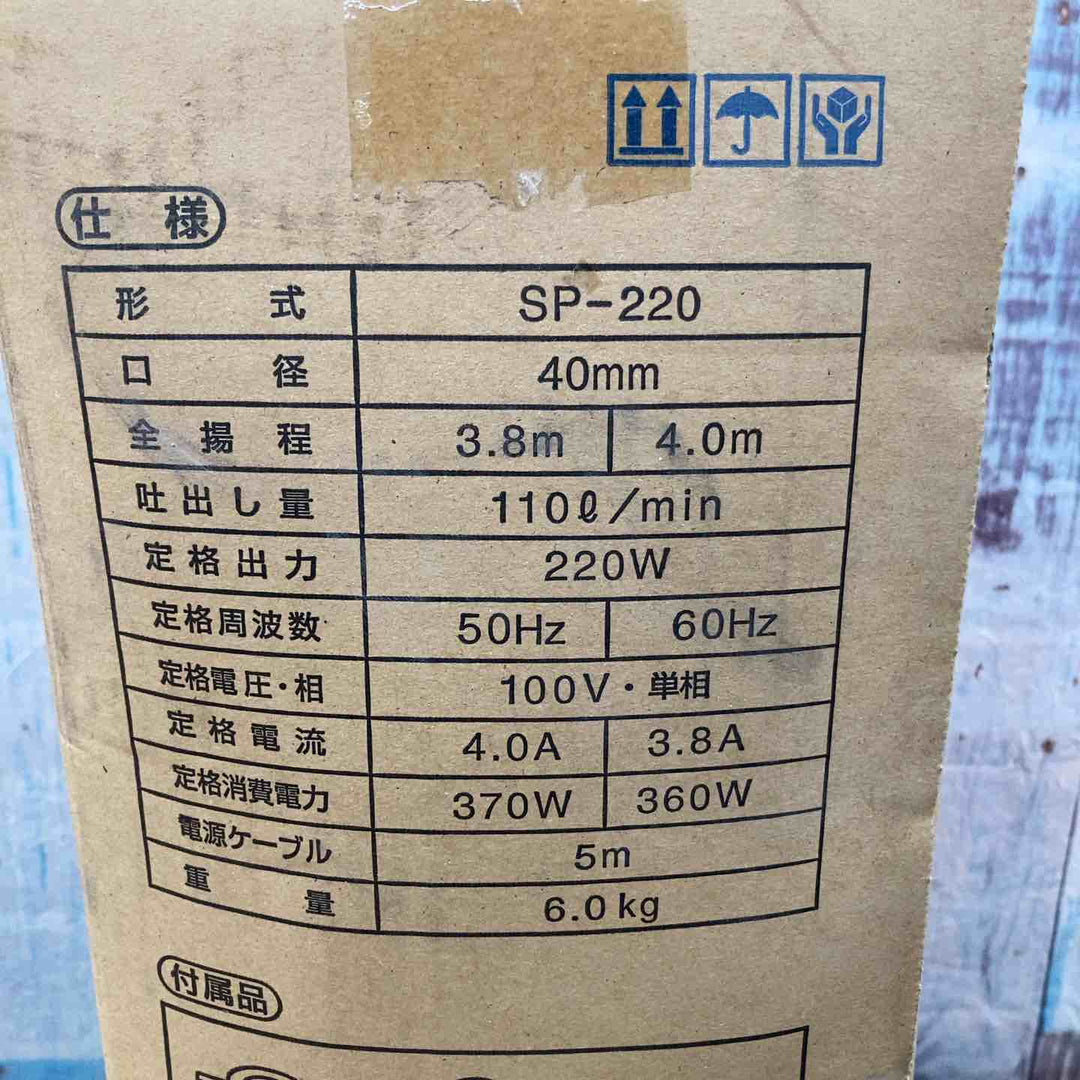 仕様
形式 SP-220
口径 40mm
全揚程 3.8m 4.0m
吐出し量 110ℓ/min
定格出力 220W
定格周波数 50Hz 60Hz
定格電圧・相 100V・単相
定格電流 4.0A 3.8A
定格消費電力 370W 360W
電源ケーブル 5m
重量 6.0kg
付属品